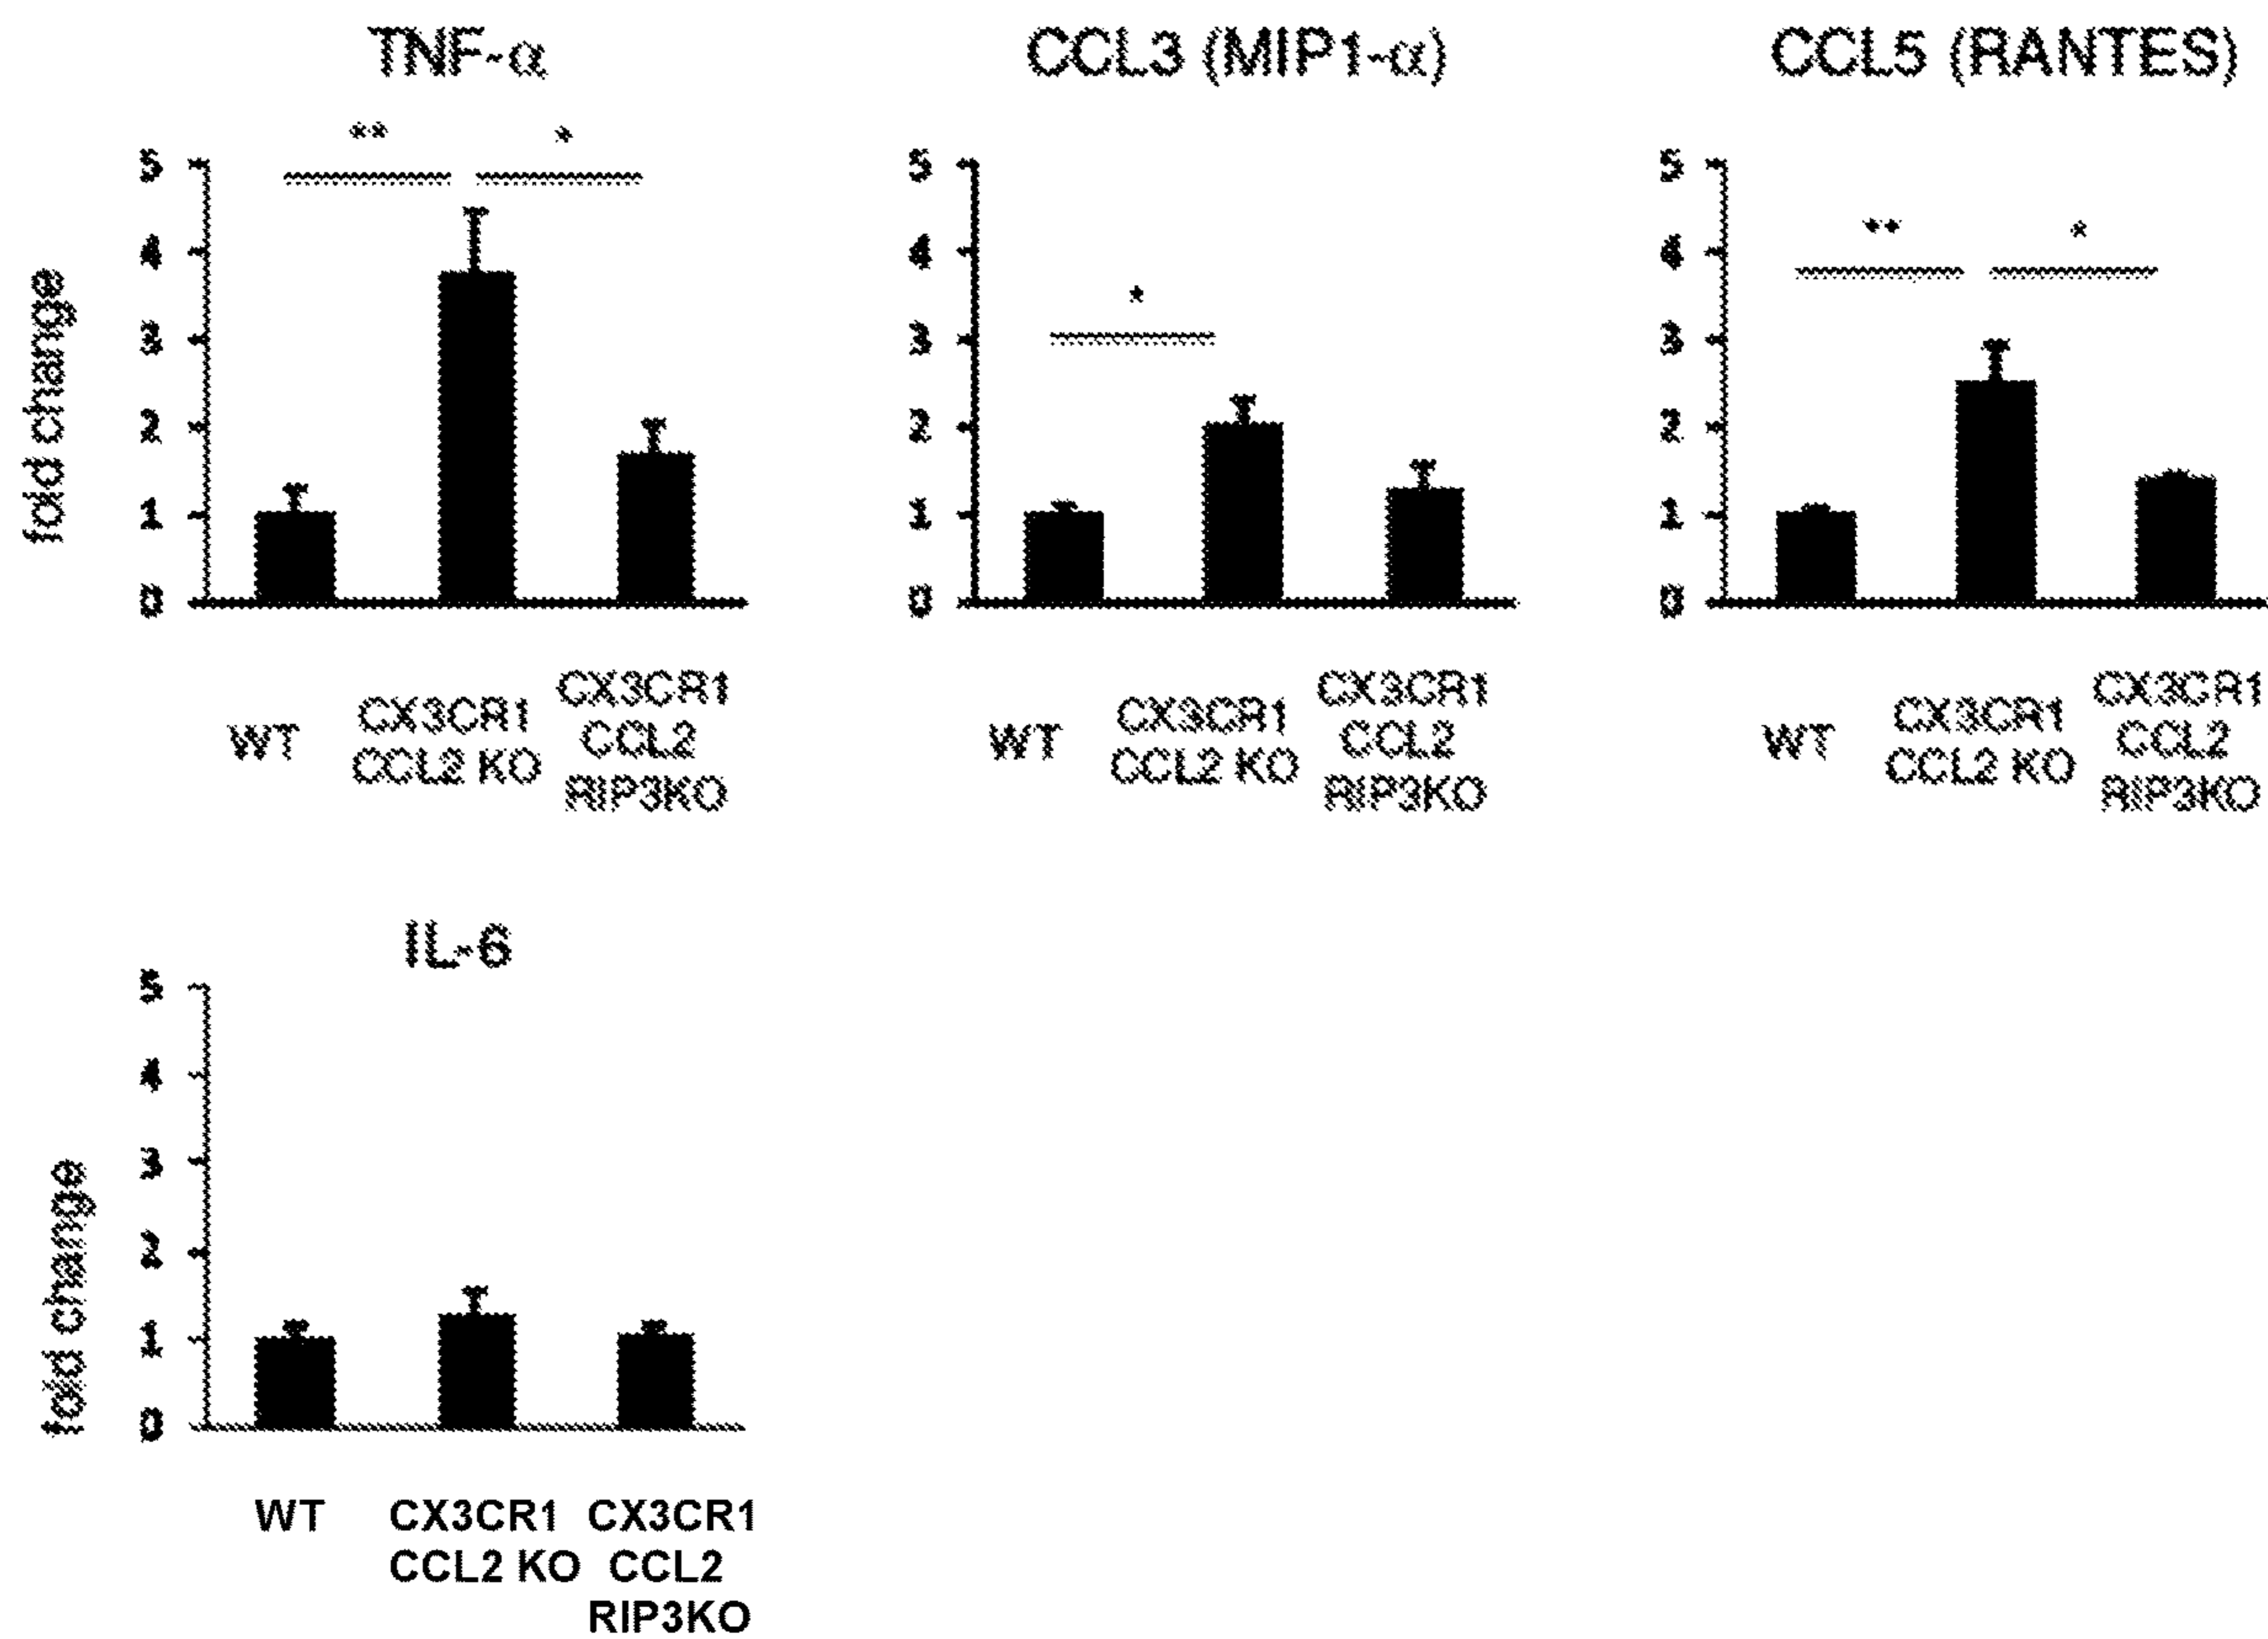 TNF-α
CCL3 (MIP1-α)
CCL5 (RANTES)
fold change
5
4
3
2
1
0
**
*
WT
CX3CR1
CCL2 KO
CX3CR1
CCL2
RIP3KO
5
4
3
2
1
0
*
WT
CX3CR1
CCL2 KO
CX3CR1
CCL2
RIP3KO
5
4
3
2
1
0
**
*
WT
CX3CR1
CCL2 KO
CX3CR1
CCL2
RIP3KO
IL-6
fold change
5
4
3
2
1
0
WT
CX3CR1
CCL2 KO
CX3CR1
CCL2
RIP3KO